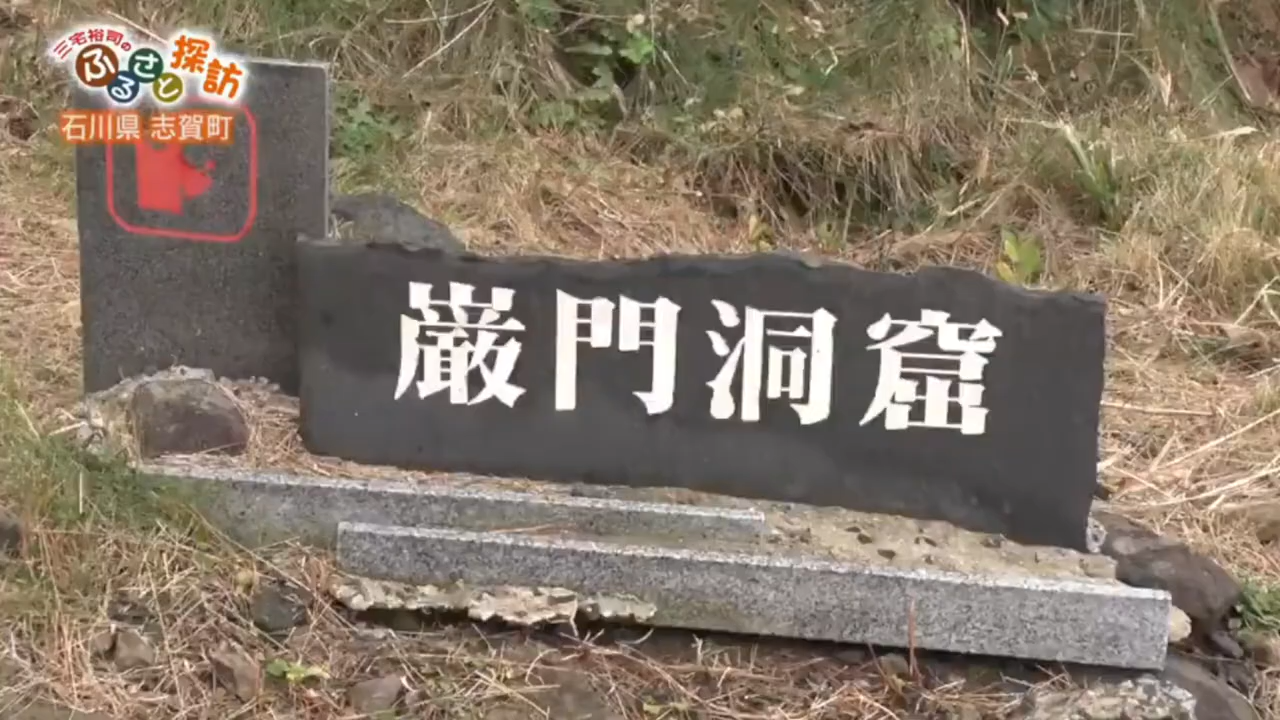 三宅裕司の
ふるさと探訪
石川県 志賀町
巌門洞窟